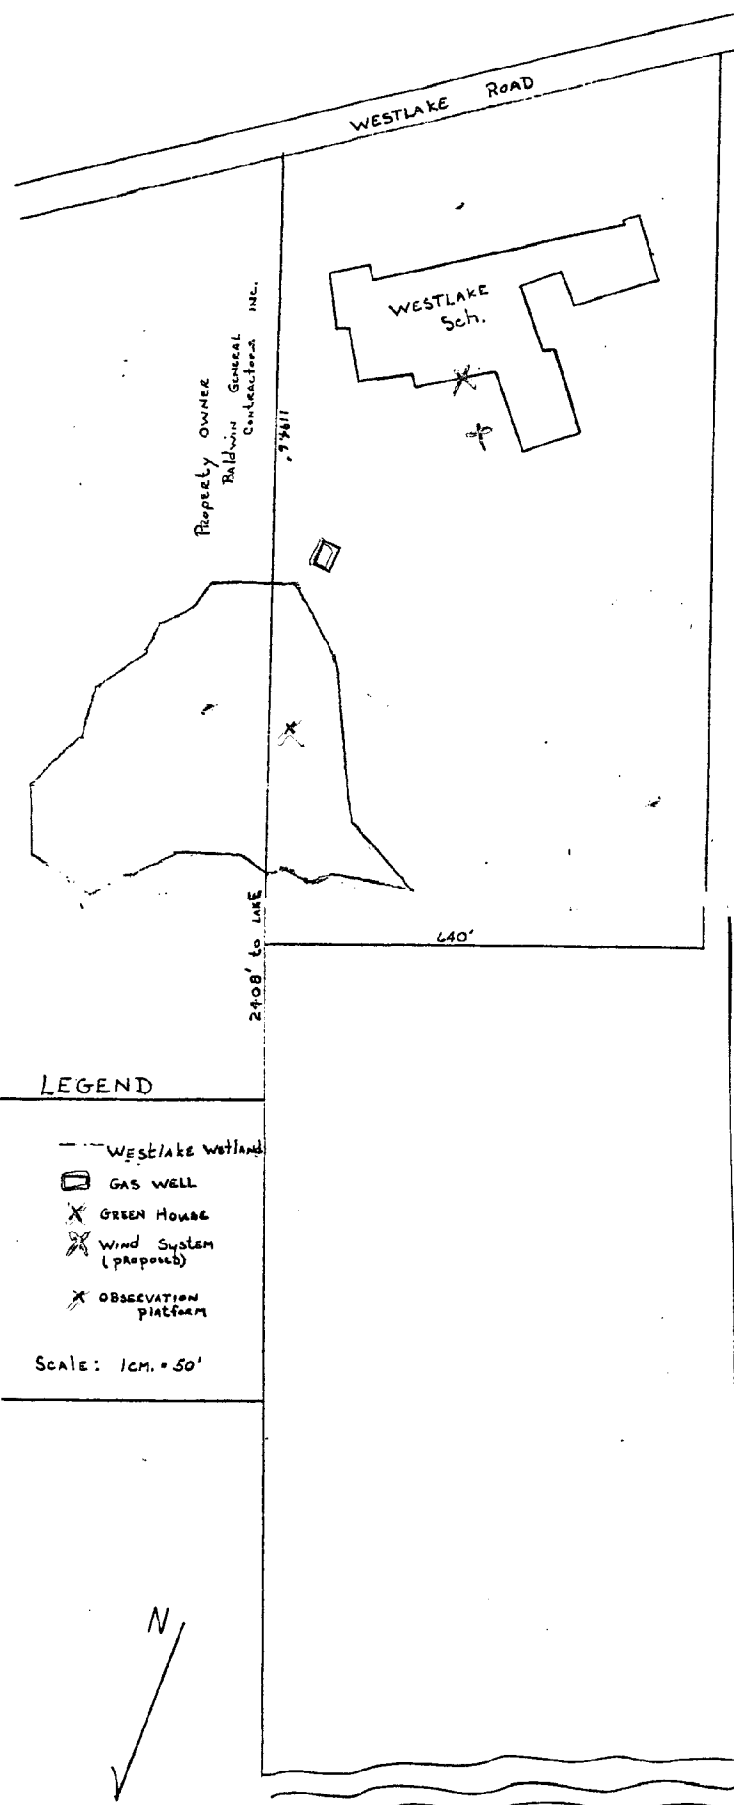 WESTLAKE ROAD
WESTLAKE
Sch.
Property OWNER
Baldwin GENERAL
Contractors INC.
2408' to LAKE
640'
LEGEND
Westlake Wetland
GAS WELL
GREEN House
Wind System
(proposed)
OBSERVATION
platform
Scale: 1cm. = 50'
N